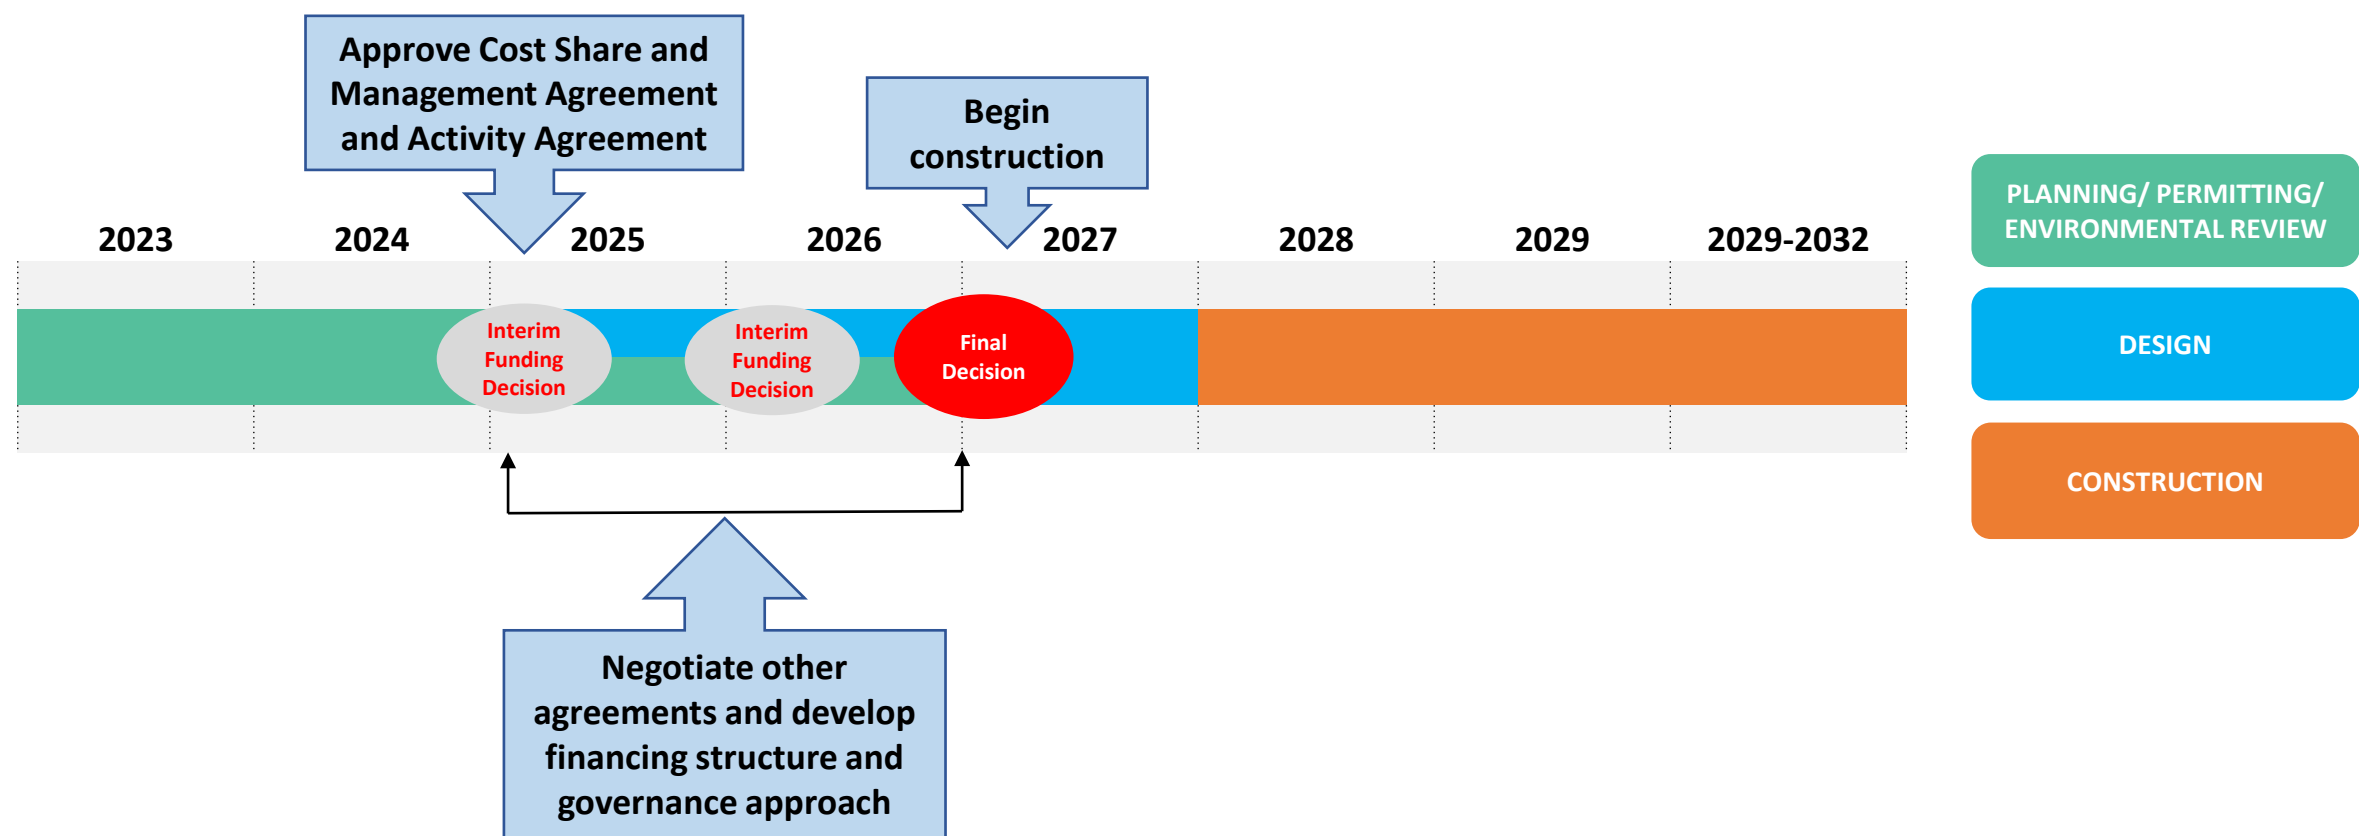 Approve Cost Share and
Management Agreement
and Activity Agreement
Begin
construction
2023
2024
2025
2026
2027
2028
2029
2029-2032
Interim
Funding
Decision
Interim
Funding
Decision
Final
Decision
Negotiate other
agreements and develop
financing structure and
governance approach
PLANNING/ PERMITTING/
ENVIRONMENTAL REVIEW
DESIGN
CONSTRUCTION